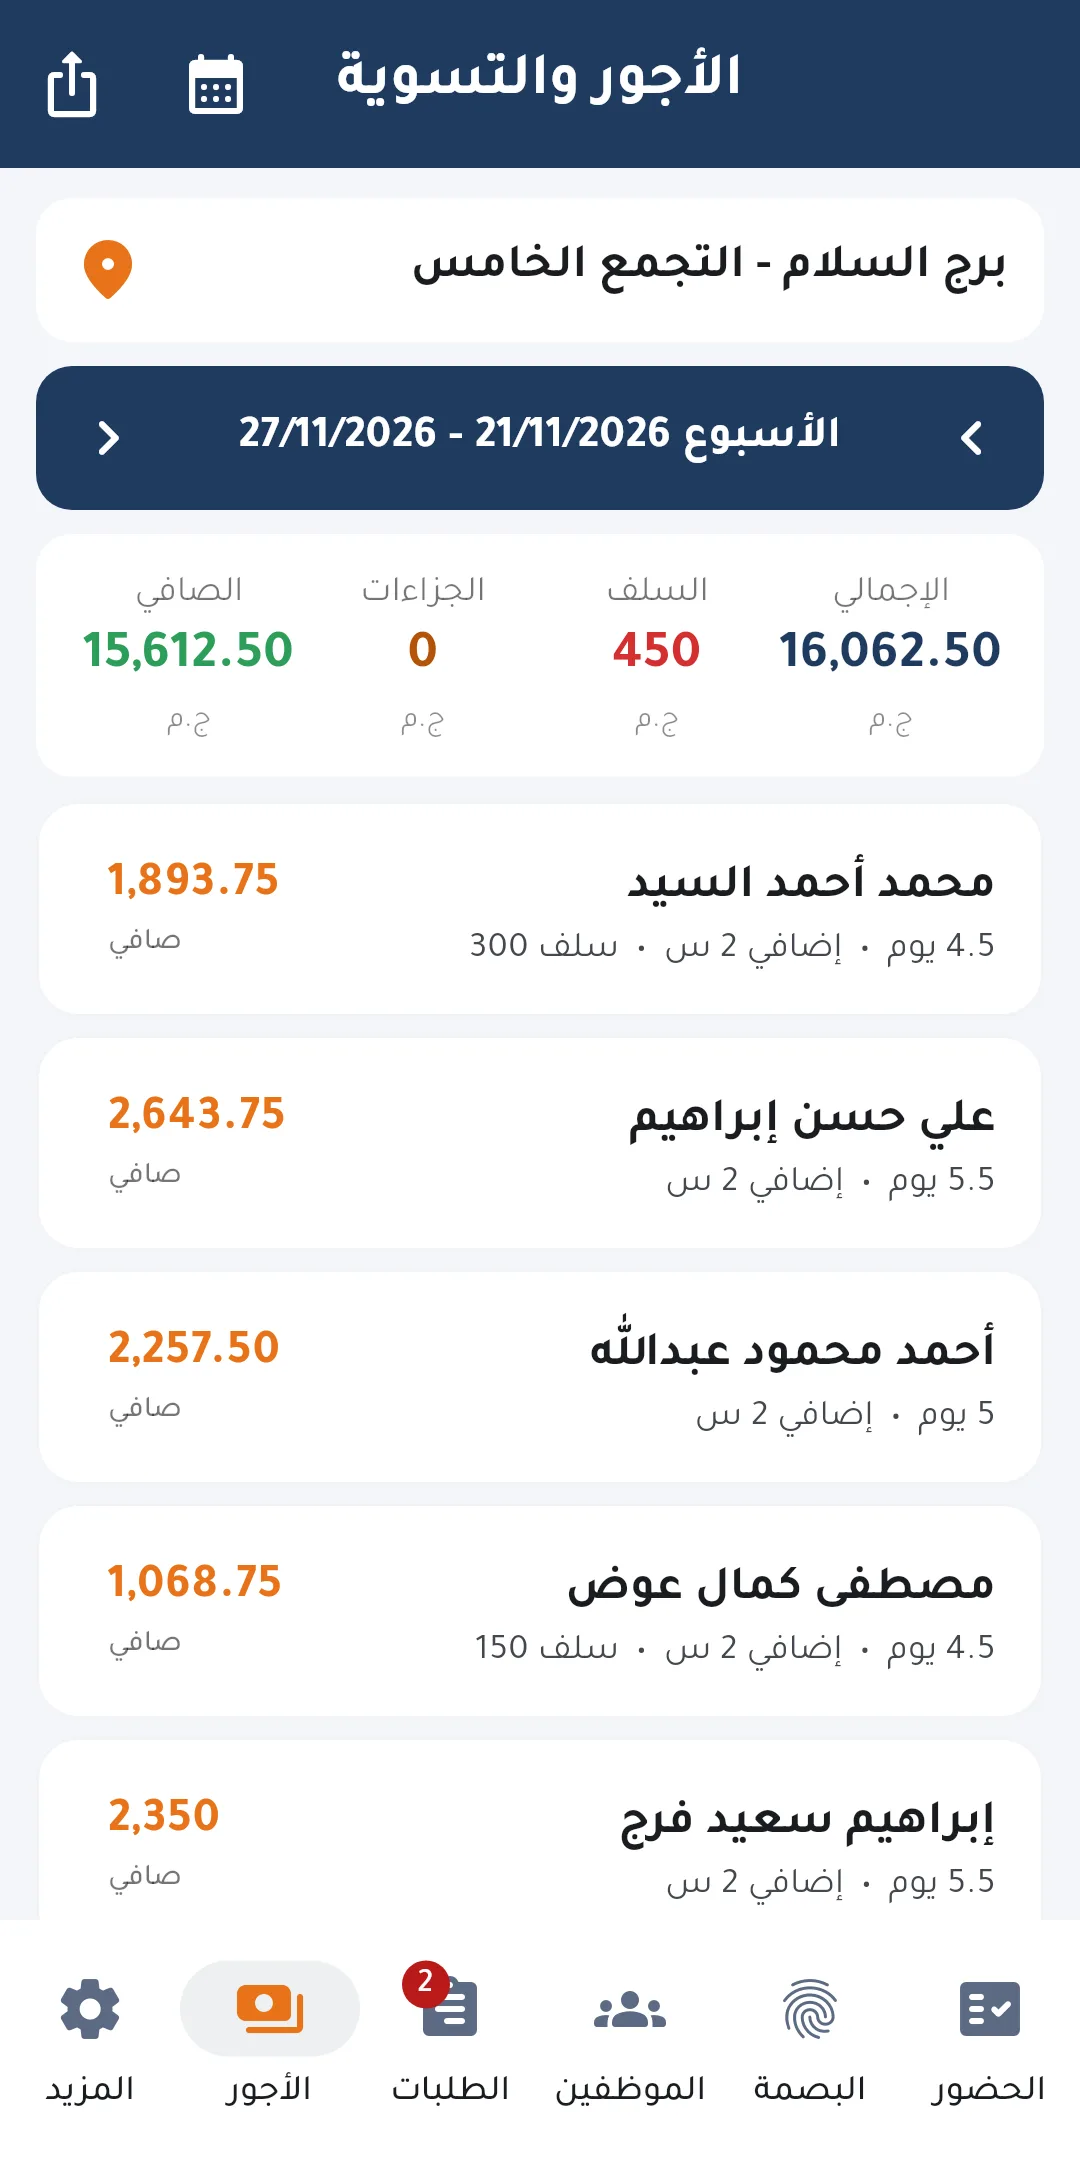 الأجور والتسوية
برج السلام - التجمع الخامس
الأسبوع 21/11/2026 - 27/11/2026
الإجمالي السلف الجزاءات الصافي
16,062.50 450 0 15,612.50
ج.م ج.م ج.م ج.م
محمد أحمد السيد 1,893.75
4.5 يوم • إضافي 2 س • سلف 300 صافي
علي حسن إبراهيم 2,643.75
5.5 يوم • إضافي 2 س صافي
أحمد محمود عبدالله 2,257.50
5 يوم • إضافي 2 س صافي
مصطفى كمال عوض 1,068.75
4.5 يوم • إضافي 2 س • سلف 150 صافي
إبراهيم سعيد فرج 2,350
5.5 يوم • إضافي 2 س صافي
2
الحضور البصمة الموظفين الطلبات الأجور المزيد